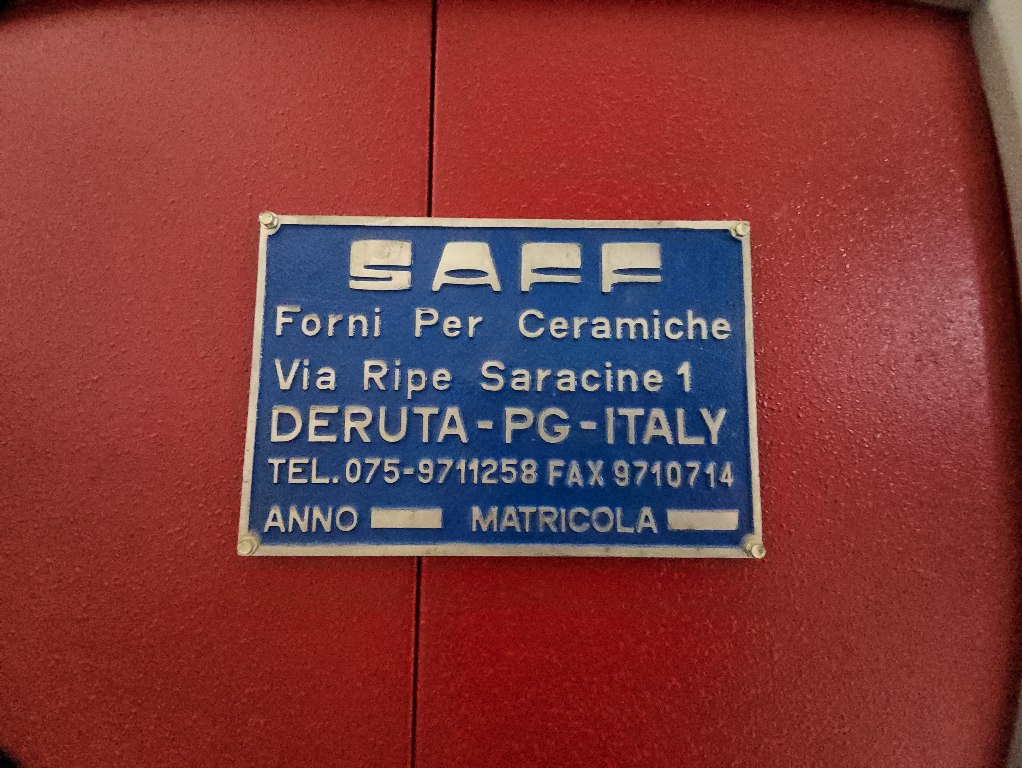 SAFF
Forni Per Ceramiche
Via Ripe Saracine 1
DERUTA-PG-ITALY
TEL.075-9711258 FAX 9710714
ANNO MATRICOLA